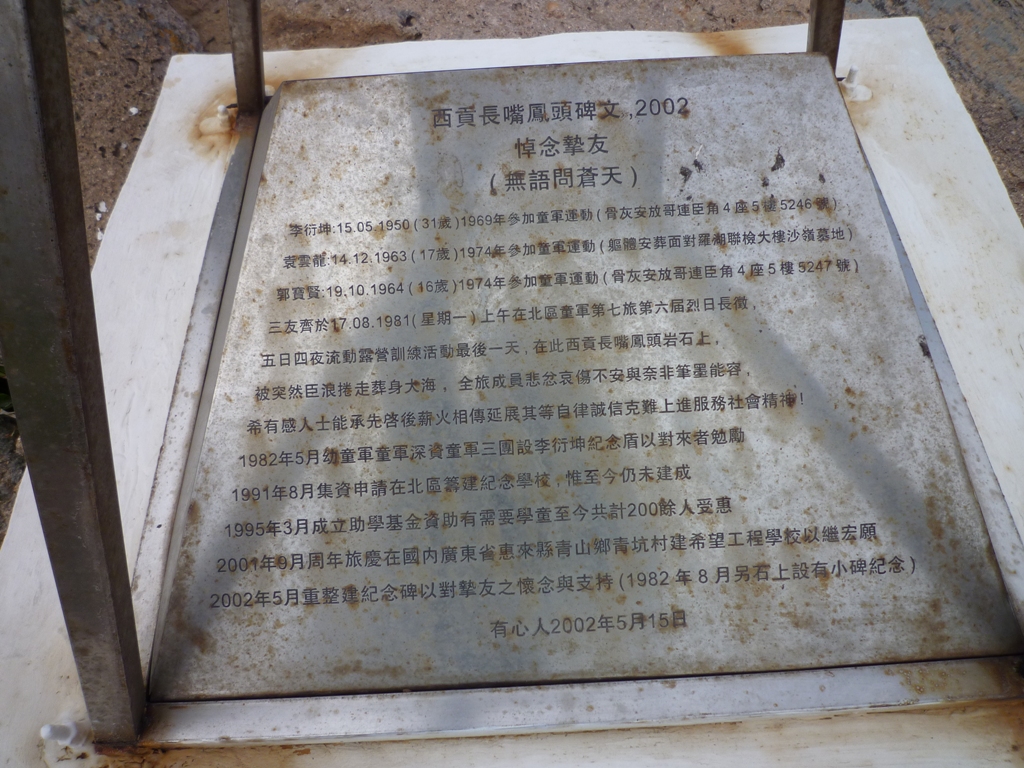 西貢長嘴鳳頭碑文,2002
悼念摯友
(無語問蒼天)
李衍坤:15.05.1950(31歲)1969年參加童軍運動(骨灰安放哥連臣角4座5樓5246號)
袁雲龍:14.12.1963(17歲)1974年參加童軍運動(軀體安葬面對羅湖聯檢大樓沙嶺墓地)
郭寶賢:19.10.1964(16歲)1974年參加童軍運動(骨灰安放哥連臣角4座5樓5247號)
三友齊於17.08.1981(星期一)上午在北區童軍第七旅第六届烈日長徵,
五日四夜流動露營訓練活動最後一天,在此西貢長嘴鳳頭岩石上,
被突然臣浪捲走葬身大海,全旅成員悲忿哀傷不安與奈非筆墨能容,
希有感人士能承先啓後薪火相傳延展其等自律誠信克難上進服務社會精神!
1982年5月幼童軍童軍深資童軍三團設李衍坤紀念盾以對來者勉勵
1991年8月集資申請在北區籌建紀念學校,惟至今仍未建成
1995年3月成立助學基金資助有需要學童至今共計200餘人受惠
2001年9月周年旅慶在國內廣東省惠來縣青山鄉青坑村建希望工程學校以繼宏願
2002年5月重整建紀念碑以對摯友之懷念與支持(1982年8月另石上設有小碑紀念)
有心人2002年5月15日